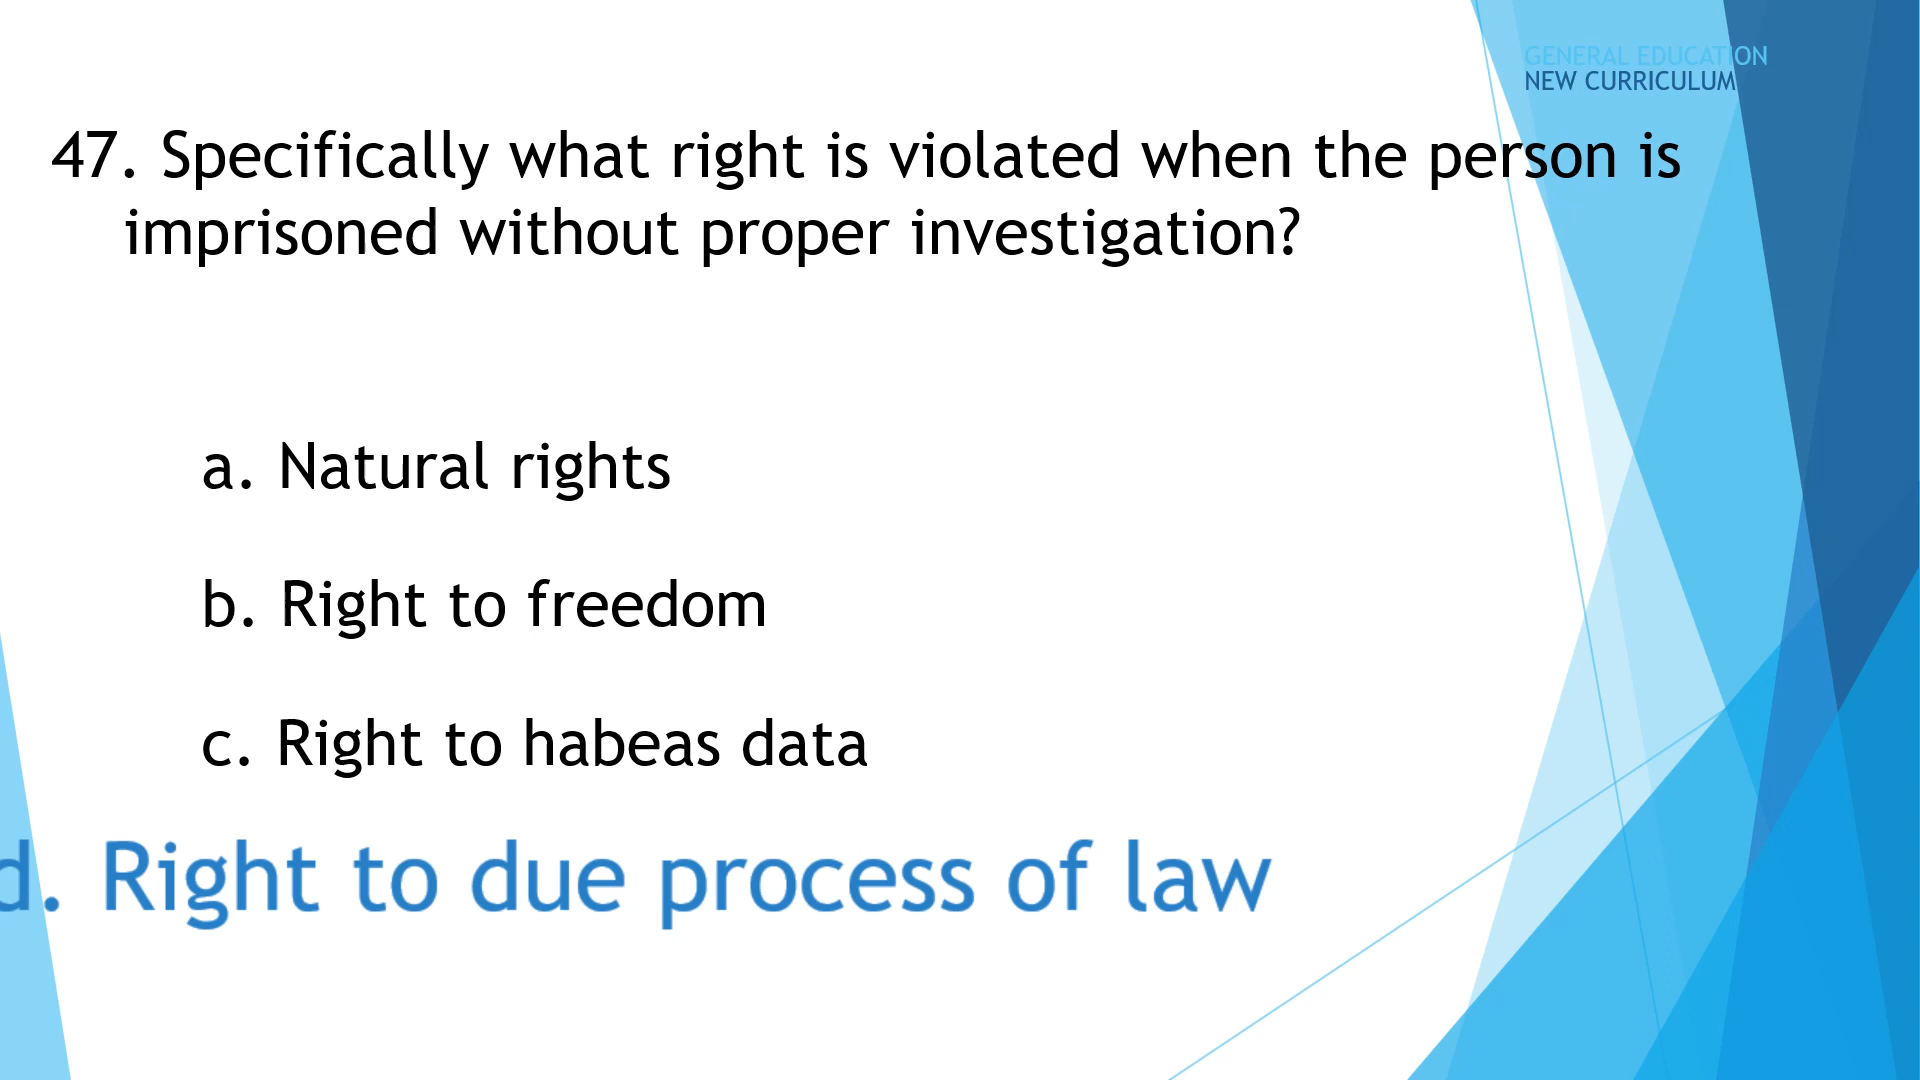 GENERAL EDUCATION
NEW CURRICULUM
47. Specifically what right is violated when the person is
imprisoned without proper investigation?
a. Natural rights
b. Right to freedom
c. Right to habeas data
d. Right to due process of law